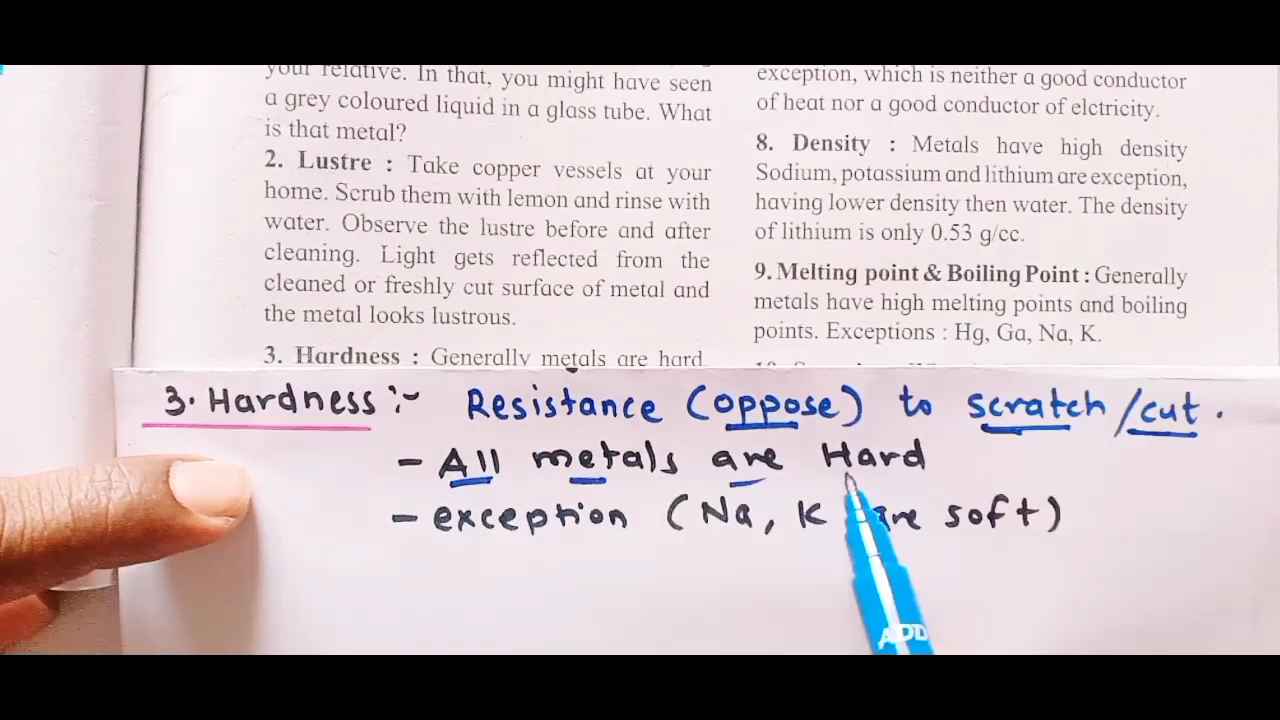 your relative. In that, you might have seen
a grey coloured liquid in a glass tube. What
is that metal?
2. Lustre : Take copper vessels at your
home. Scrub them with lemon and rinse with
water. Observe the lustre before and after
cleaning. Light gets reflected from the
cleaned or freshly cut surface of metal and
the metal looks lustrous.
3. Hardness : Generally metals are hard.
exception, which is neither a good conductor
of heat nor a good conductor of elctricity.
8. Density : Metals have high density
Sodium, potassium and lithium are exception,
having lower density then water. The density
of lithium is only 0.53 g/cc.
9. Melting point & Boiling Point : Generally
metals have high melting points and boiling
points. Exceptions : Hg, Ga, Na, K.
3. Hardness :- Resistance (oppose) to scratch /cut .
- All metals are Hard
- exception (Na, K are soft)
ADD